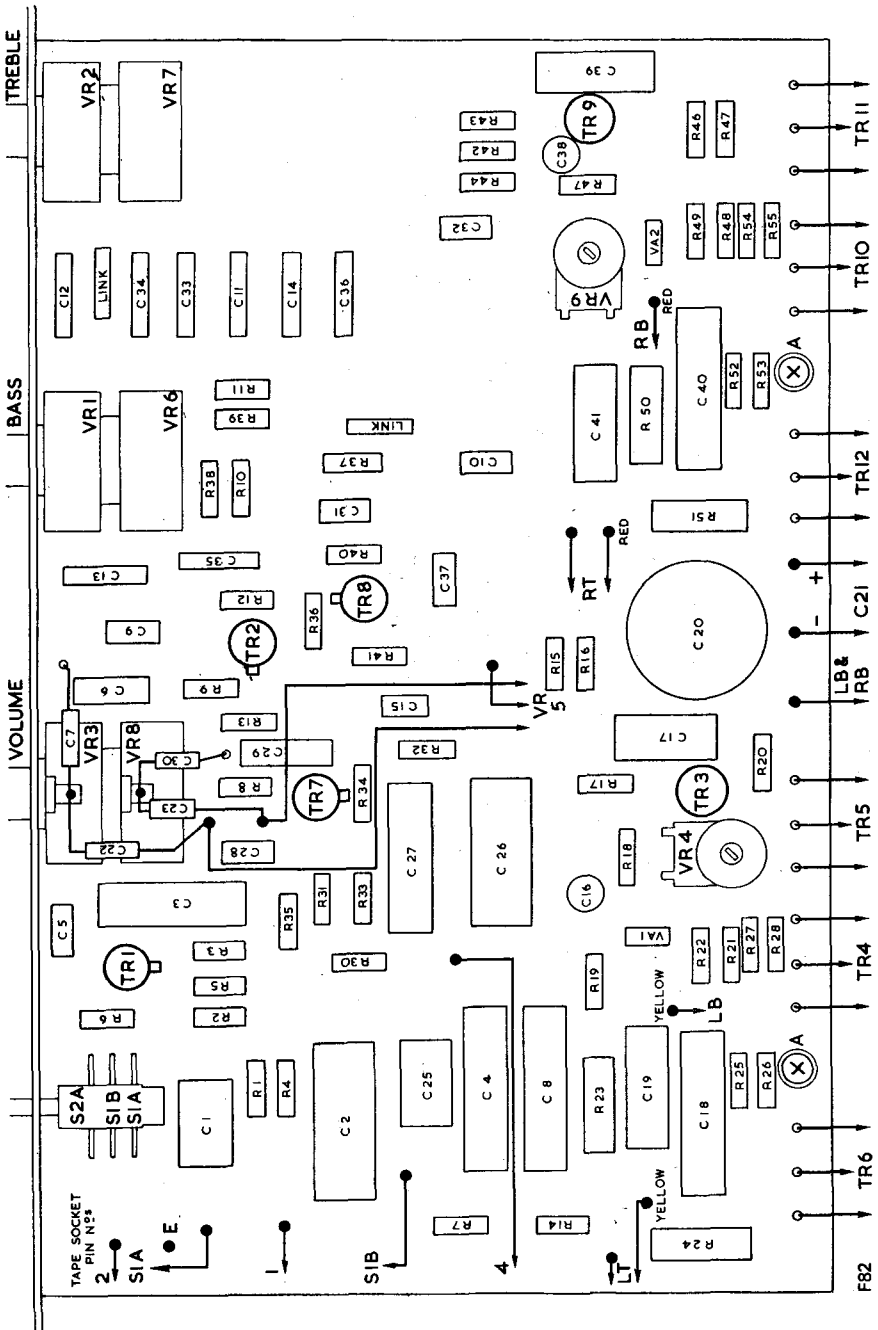 TREBLE
BASS
VOLUME
VR2
VR7
VR1
VR6
VR3
VR8
C12
LINK
C34
C33
C11
C14
C36
R11
R39
R38
R10
LINK
R37
C31
R40
C10
C32
R43
R42
R44
C38
TR9
C39
R47
VR9
VA2
R46
R47
R49
R48
R54
R55
RB
RED
C41
R50
C40
R52
R53
A
X
R51
C13
C35
C9
R12
TR2
R36
TR8
R41
C37
C6
R9
C7
R13
C30
C29
R8
C23
TR7
R34
C15
R32
C22
C28
C27
C26
VR
5
R15
R16
RT
RED
C20
C17
R17
TR3
R20
R18
VR4
C16
C3
C5
TR1
R3
R5
R2
R6
R35
R31
R33
R30
R19
VA1
R22
R21
R27
R28
YELLOW
LB
S2A
S1B
S1A
C1
R1
R4
C2
C25
C4
C8
R23
C19
C18
R25
R26
A
X
TAPE SOCKET
PIN Nos
2
S1A
E
1
S1B
4
R7
R14
LT
YELLOW
R24
F82
TR6
TR4
TR5
LB&
RB
-
+
C21
TR12
TR10
TR11